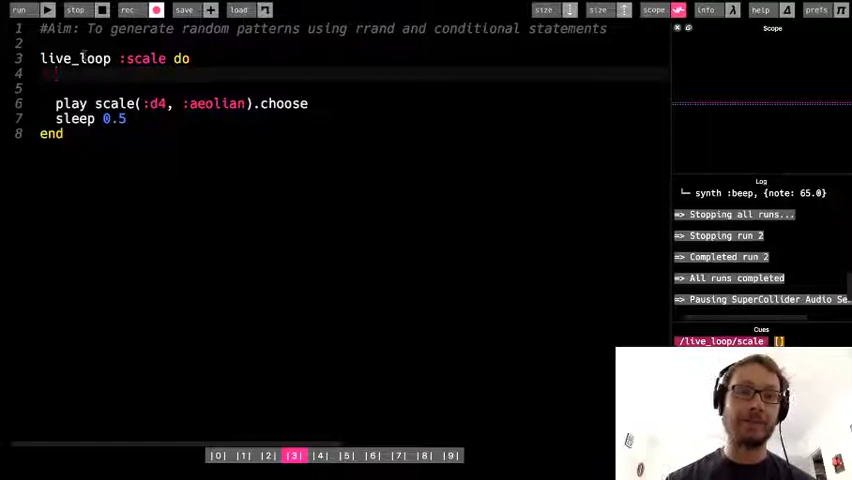 run stop rec save load size size scope info help prefs
1 #Aim: To generate random patterns using rrand and conditional statements
2
3 live_loop :scale do
4
5
6 play scale(:d4, :aeolian).choose
7 sleep 0.5
8 end
Scope
Log
└─ synth :beep, {note: 65.0}
=> Stopping all runs...
=> Stopping run 2
=> Completed run 2
=> All runs completed
=> Pausing SuperCollider Audio Se…
Cues
/live_loop/scale []
|0| |1| |2| |3| |4| |5| |6| |7| |8| |9|